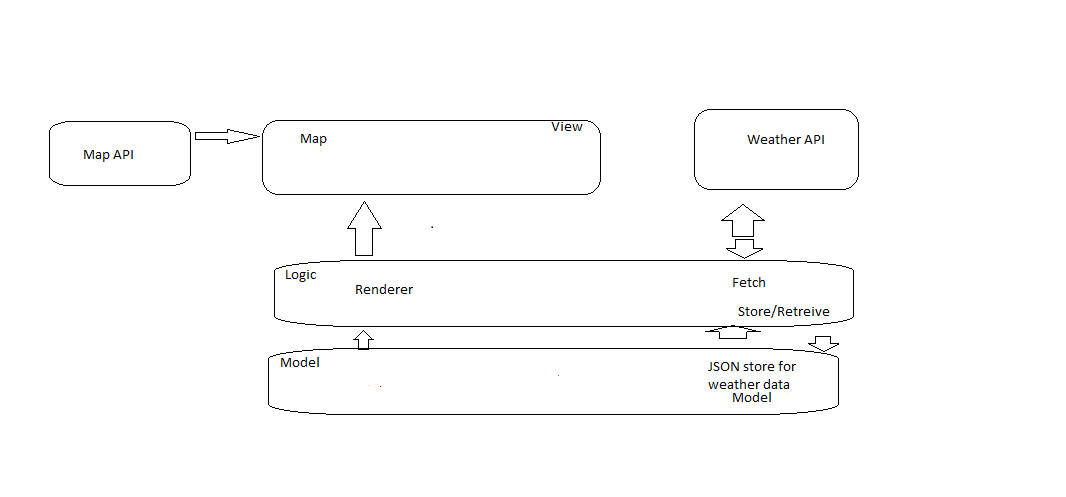 View
Map
Weather API
Map API
Logic
Fetch
Renderer
Store/Retreive
Model
JSON store for
weather data
Model